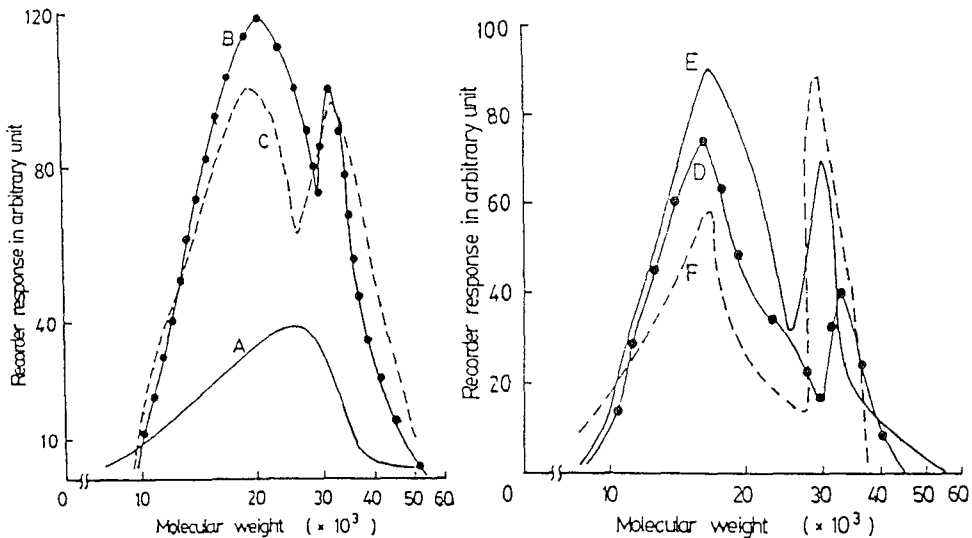 120
80
40
10
Recorder response in arbitrary unit
B
C
A
0 10 20 30 40 50 60
Molecular weight (× 10³)
100
80
60
40
20
0
Recorder response in arbitrary unit
E
D
F
10 20 30 40 50 60
Molecular weight (× 10³)